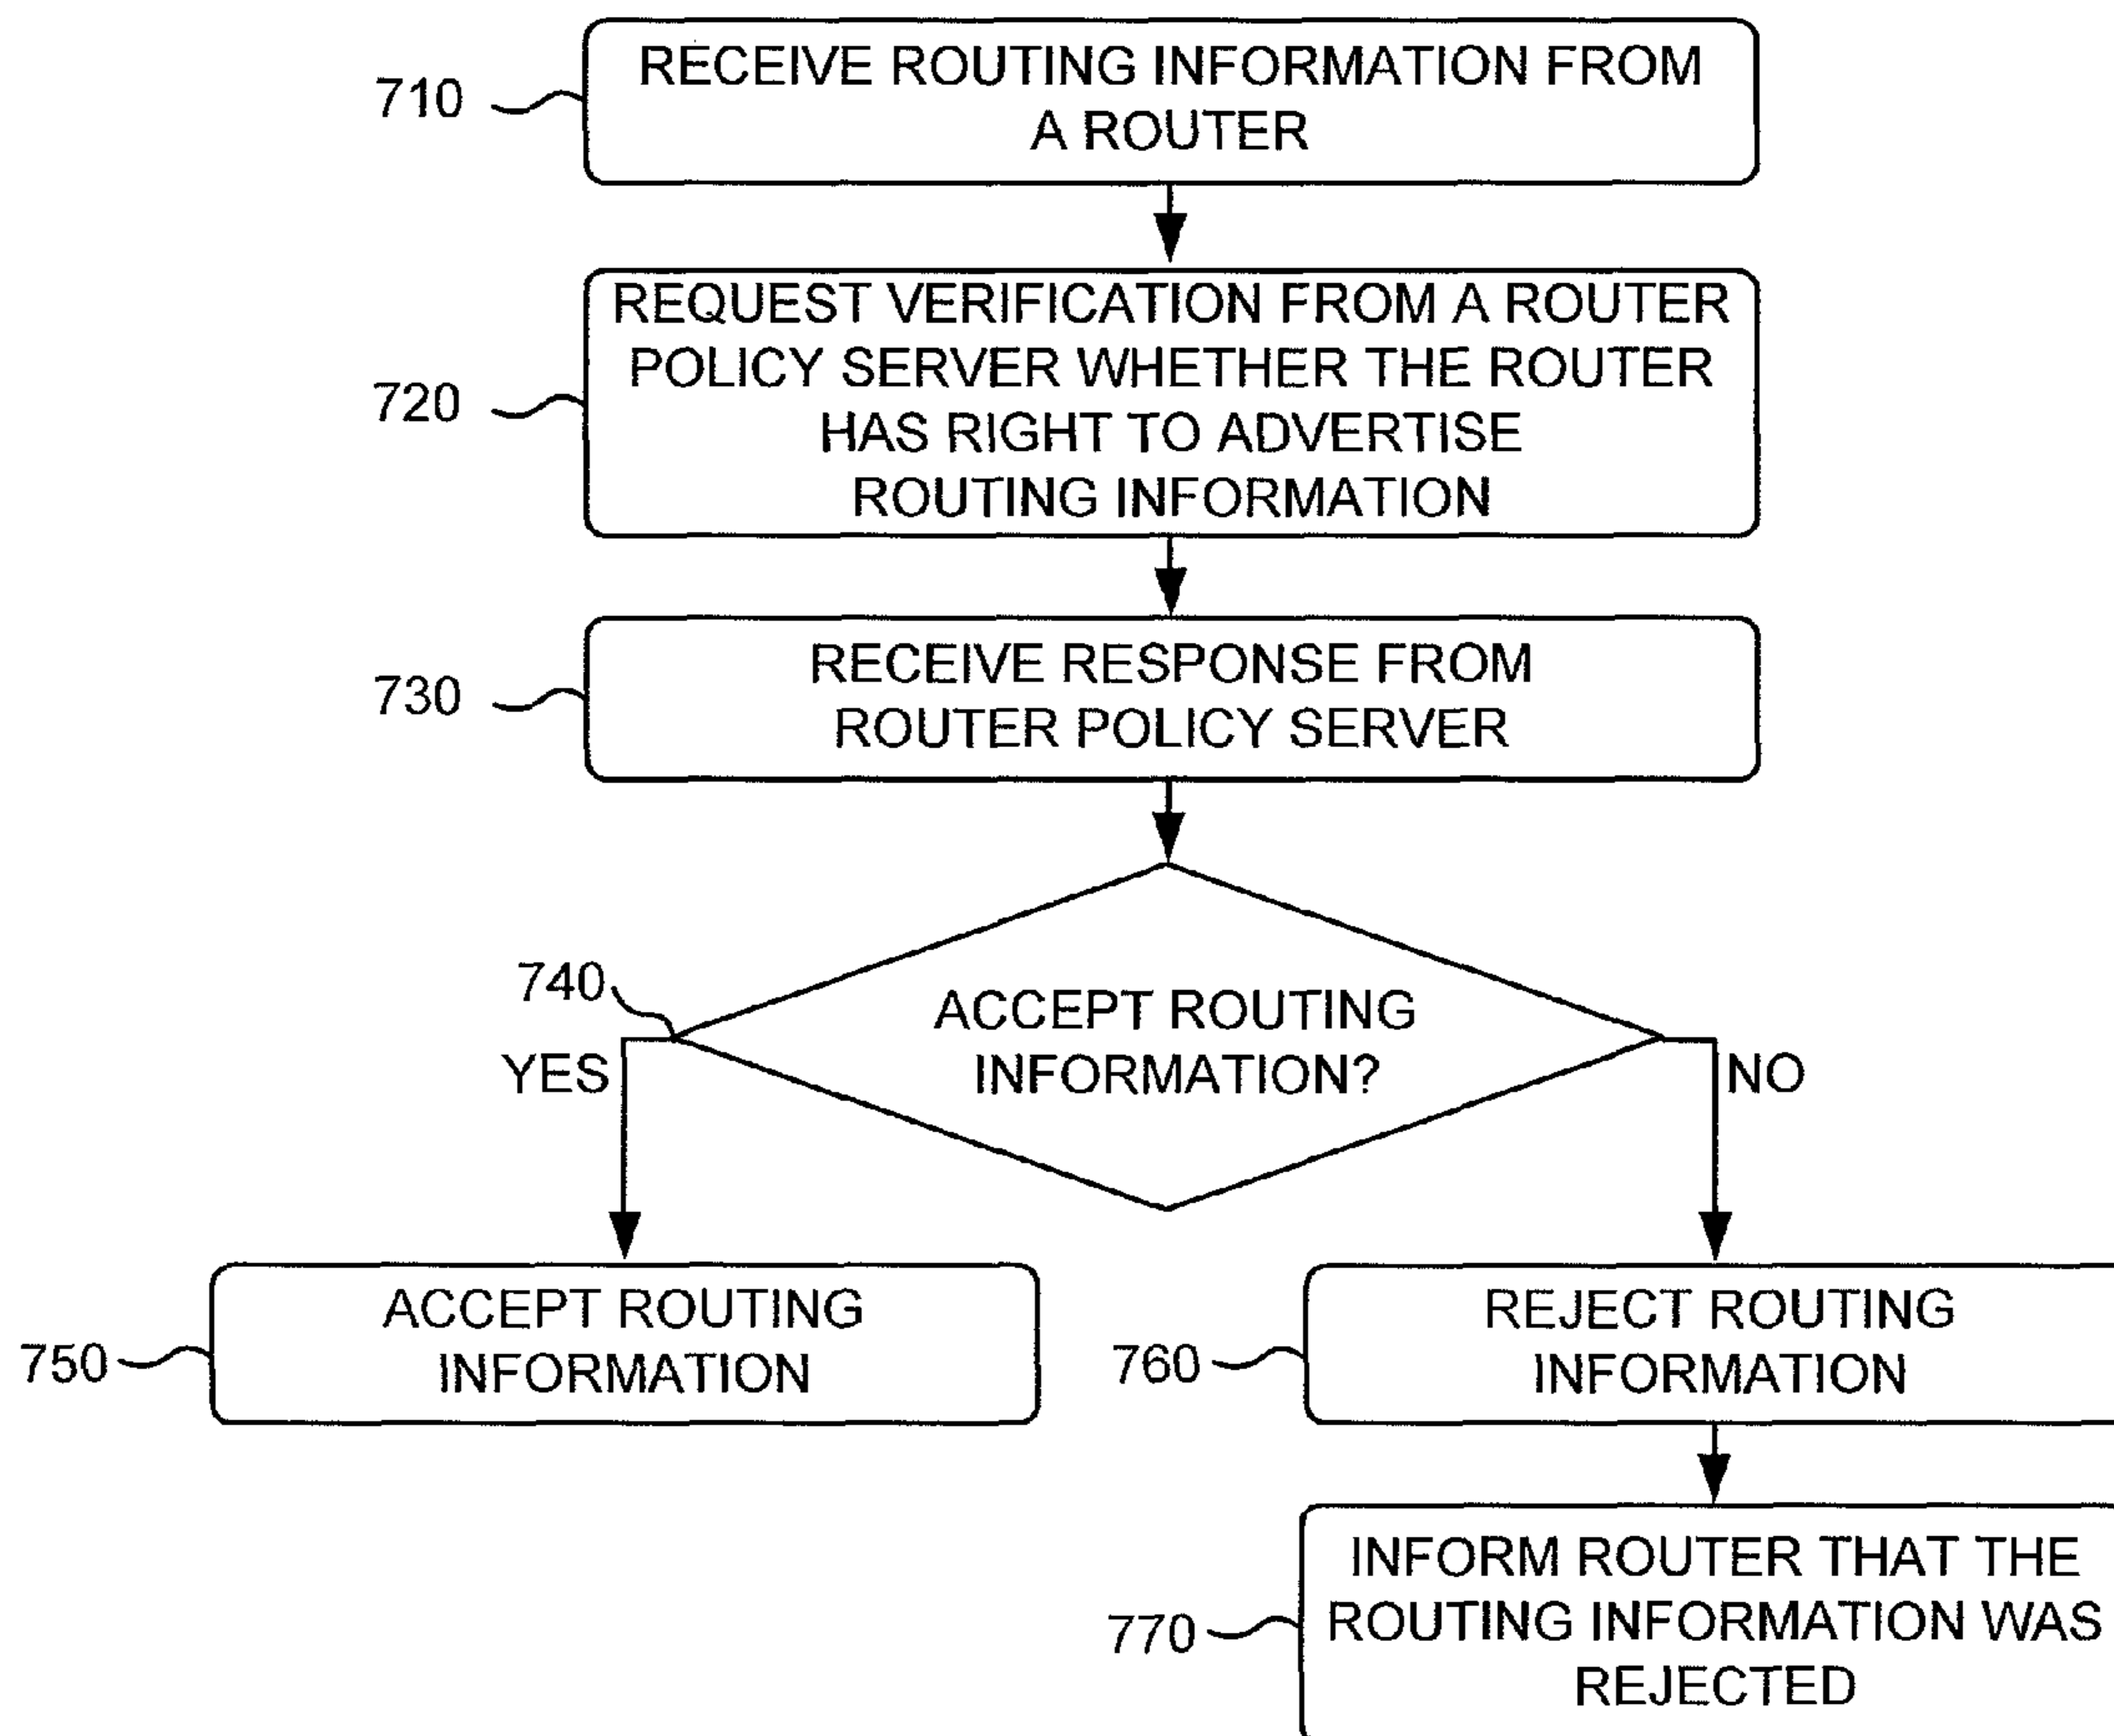 710
RECEIVE ROUTING INFORMATION FROM
A ROUTER
720
REQUEST VERIFICATION FROM A ROUTER
POLICY SERVER WHETHER THE ROUTER
HAS RIGHT TO ADVERTISE
ROUTING INFORMATION
730
RECEIVE RESPONSE FROM
ROUTER POLICY SERVER
740
ACCEPT ROUTING
INFORMATION?
YES
NO
750
ACCEPT ROUTING
INFORMATION
760
REJECT ROUTING
INFORMATION
770
INFORM ROUTER THAT THE
ROUTING INFORMATION WAS
REJECTED